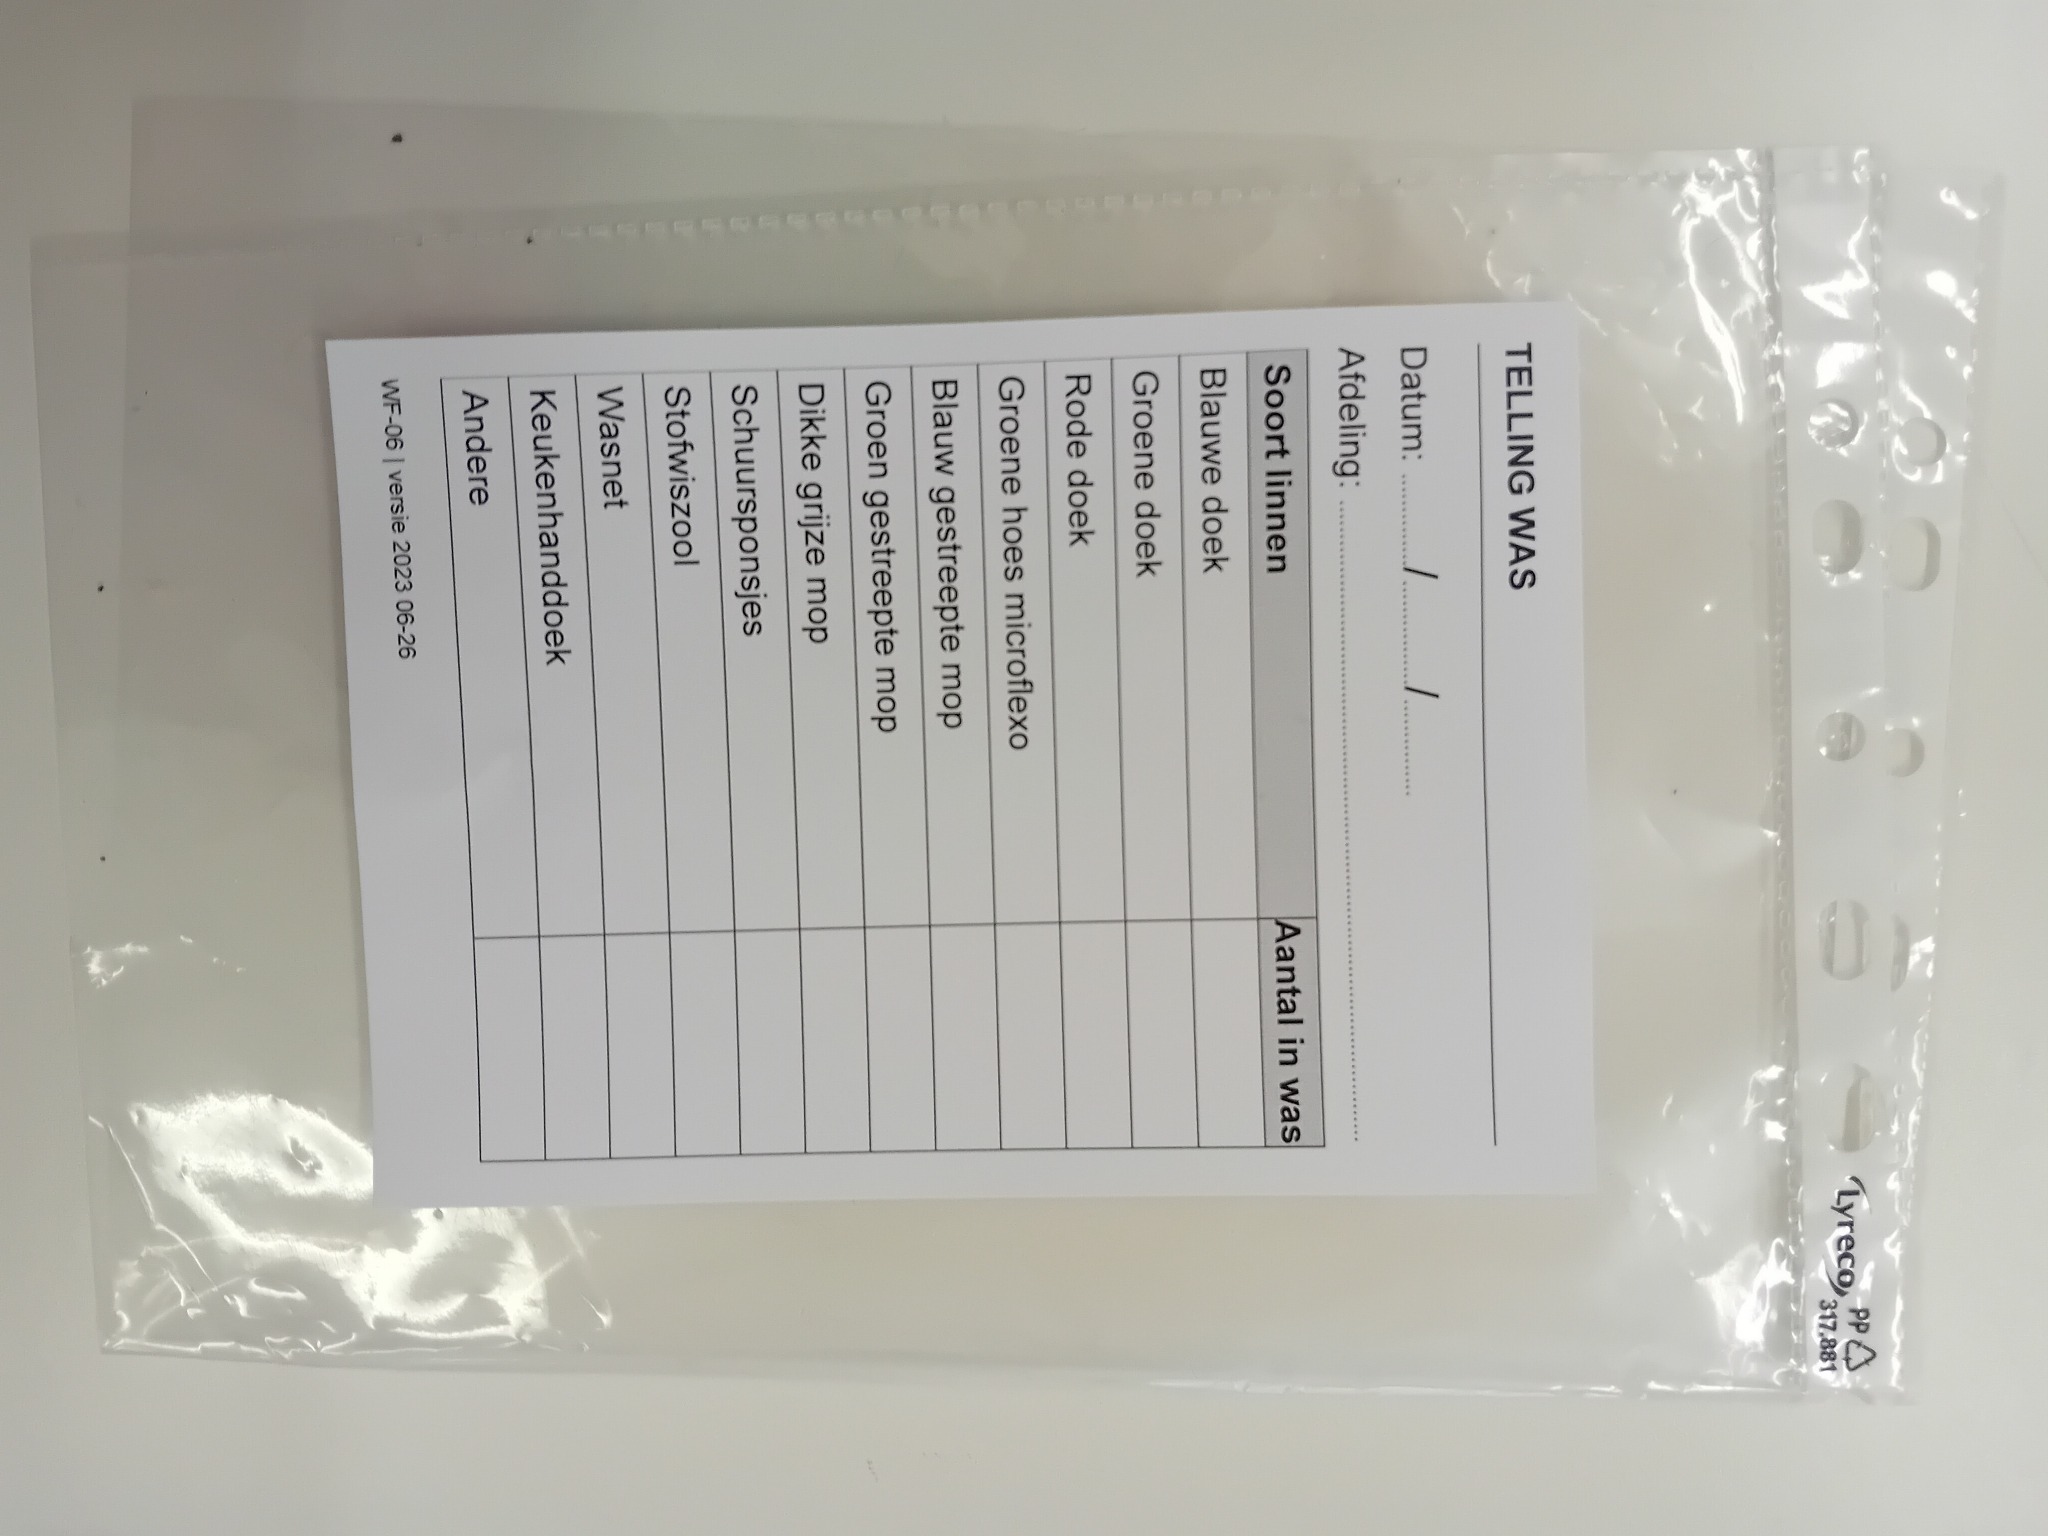 TELLING WAS
Datum: ............/............/............
Afdeling: ................................................................................
Soort linnen Aantal in was
Blauwe doek
Groene doek
Rode doek
Groene hoes microflexo
Blauw gestreepte mop
Groen gestreepte mop
Dikke grijze mop
Schuursponsjes
Stofwiszool
Wasnet
Keukenhanddoek
Andere
WF-06 | versie 2023 06-26
Lyreco PP
317.881